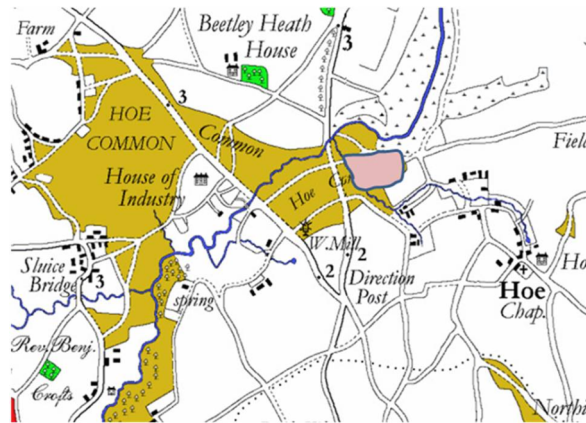 Farm
Beetley Heath
House
3
3
HOE
COMMON
Common
House of
Industry
Hoe
Com
Field
W.Mill
2
2
Direction
Post
Sluice
Bridge
3
spring
Hoe
Chap.
Ho
Rev. Benj.
Crofts
North